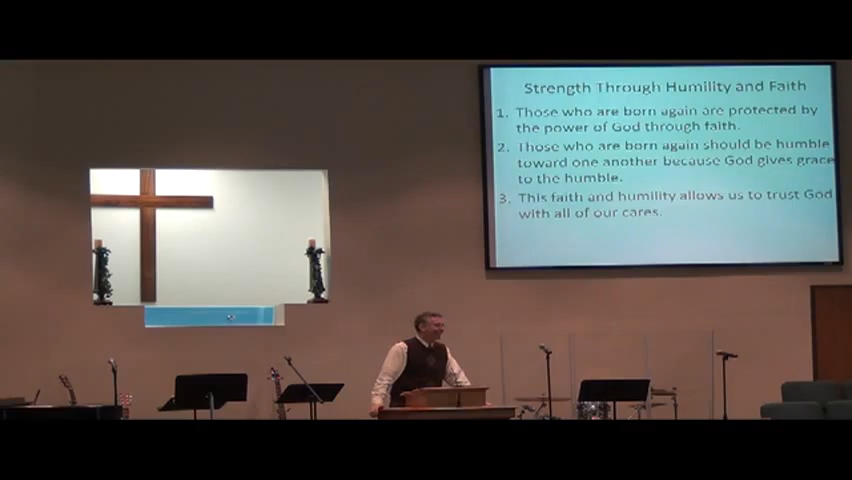 Strength Through Humility and Faith
1. Those who are born again are protected by
the power of God through faith.
2. Those who are born again should be humble
toward one another because God gives grace
to the humble.
3. This faith and humility allows us to trust God
with all of our cares.